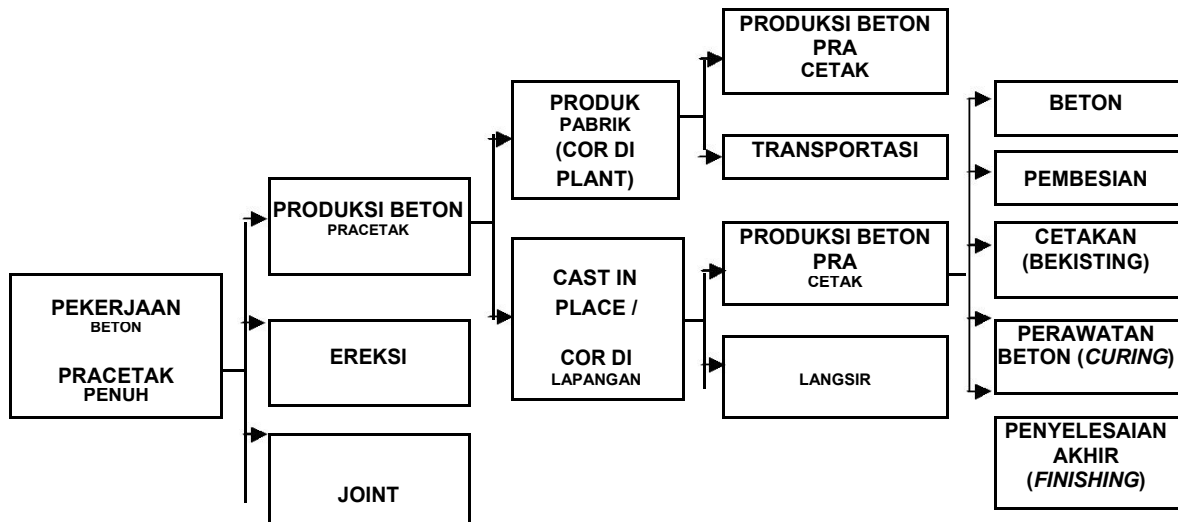 PEKERJAAN
BETON
PRACETAK
PENUH
PRODUKSI BETON
PRACETAK
EREKSI
JOINT
PRODUK
PABRIK
(COR DI
PLANT)
CAST IN
PLACE /
COR DI
LAPANGAN
PRODUKSI BETON
PRA
CETAK
TRANSPORTASI
PRODUKSI BETON
PRA
CETAK
LANGSIR
BETON
PEMBESIAN
CETAKAN
(BEKISTING)
PERAWATAN
BETON (CURING)
PENYELESAIAN
AKHIR
(FINISHING)